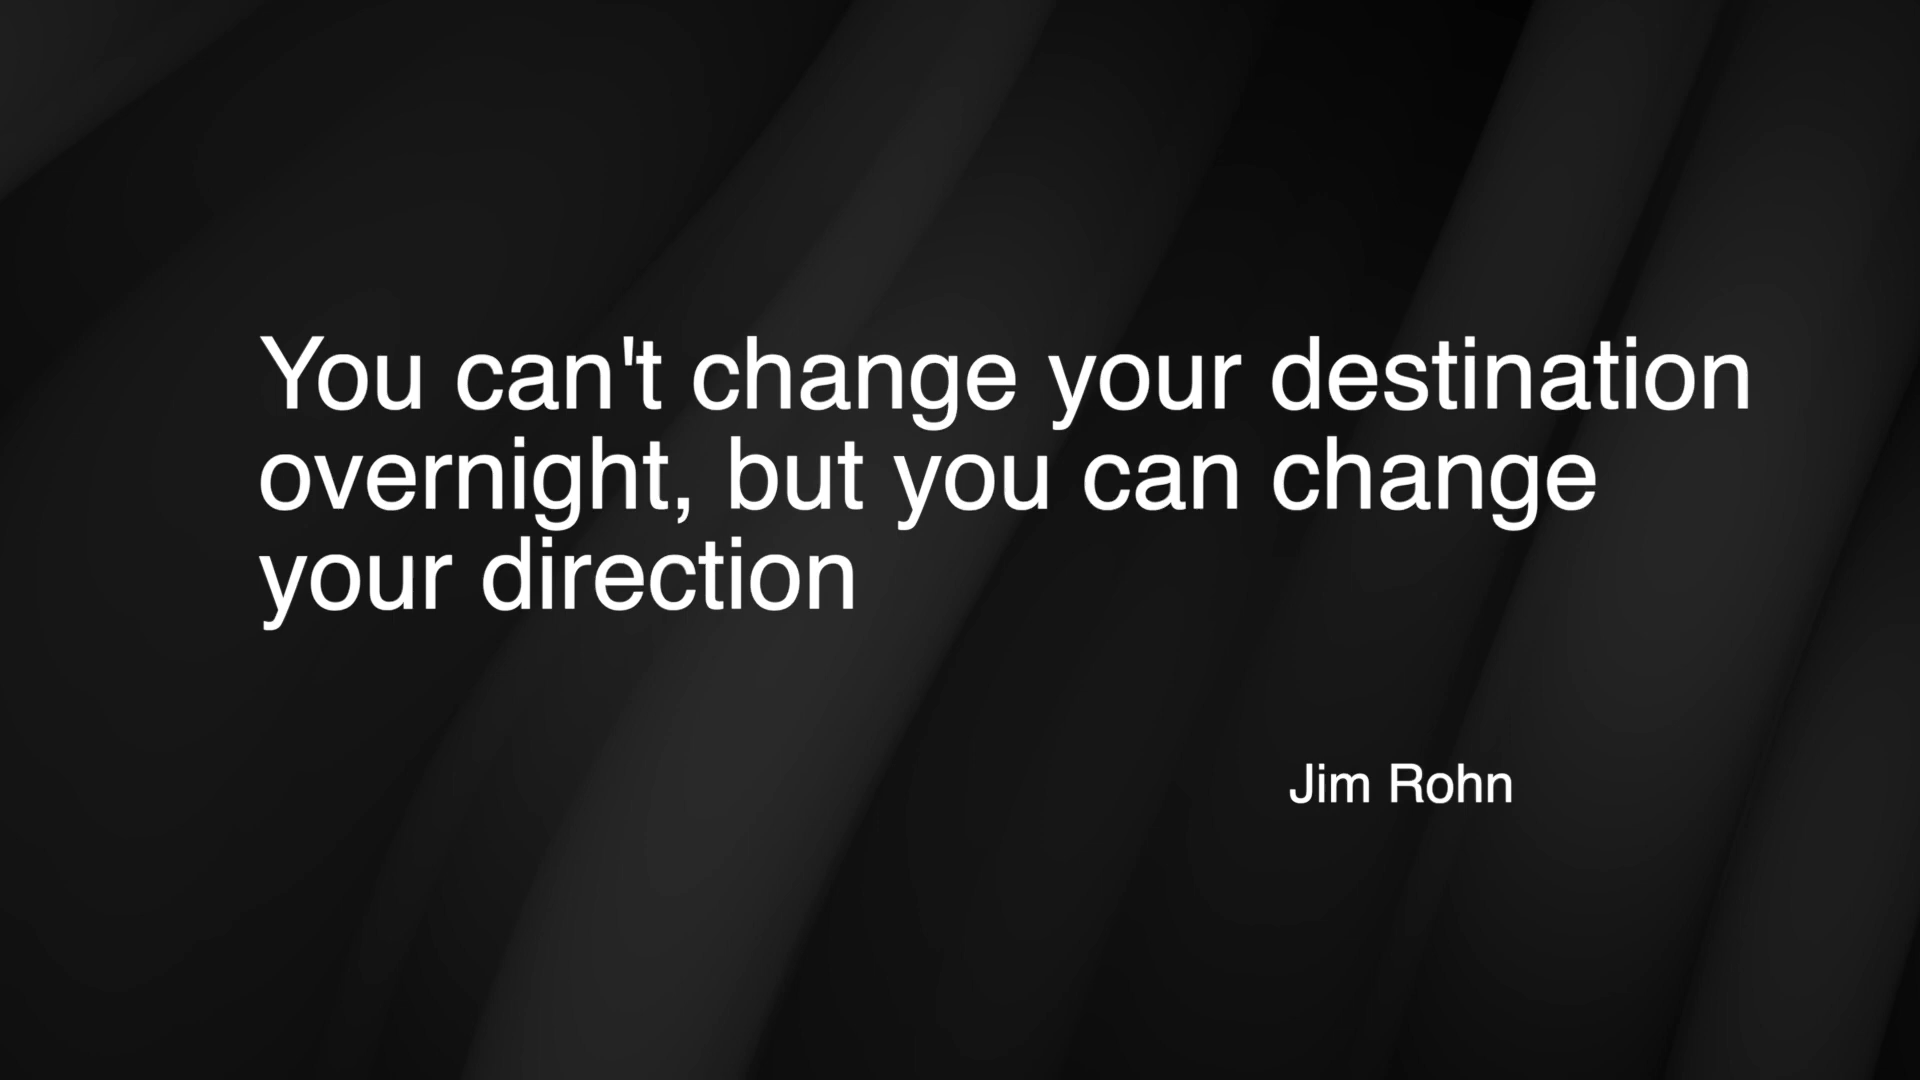 You can't change your destination
overnight, but you can change
your direction
Jim Rohn